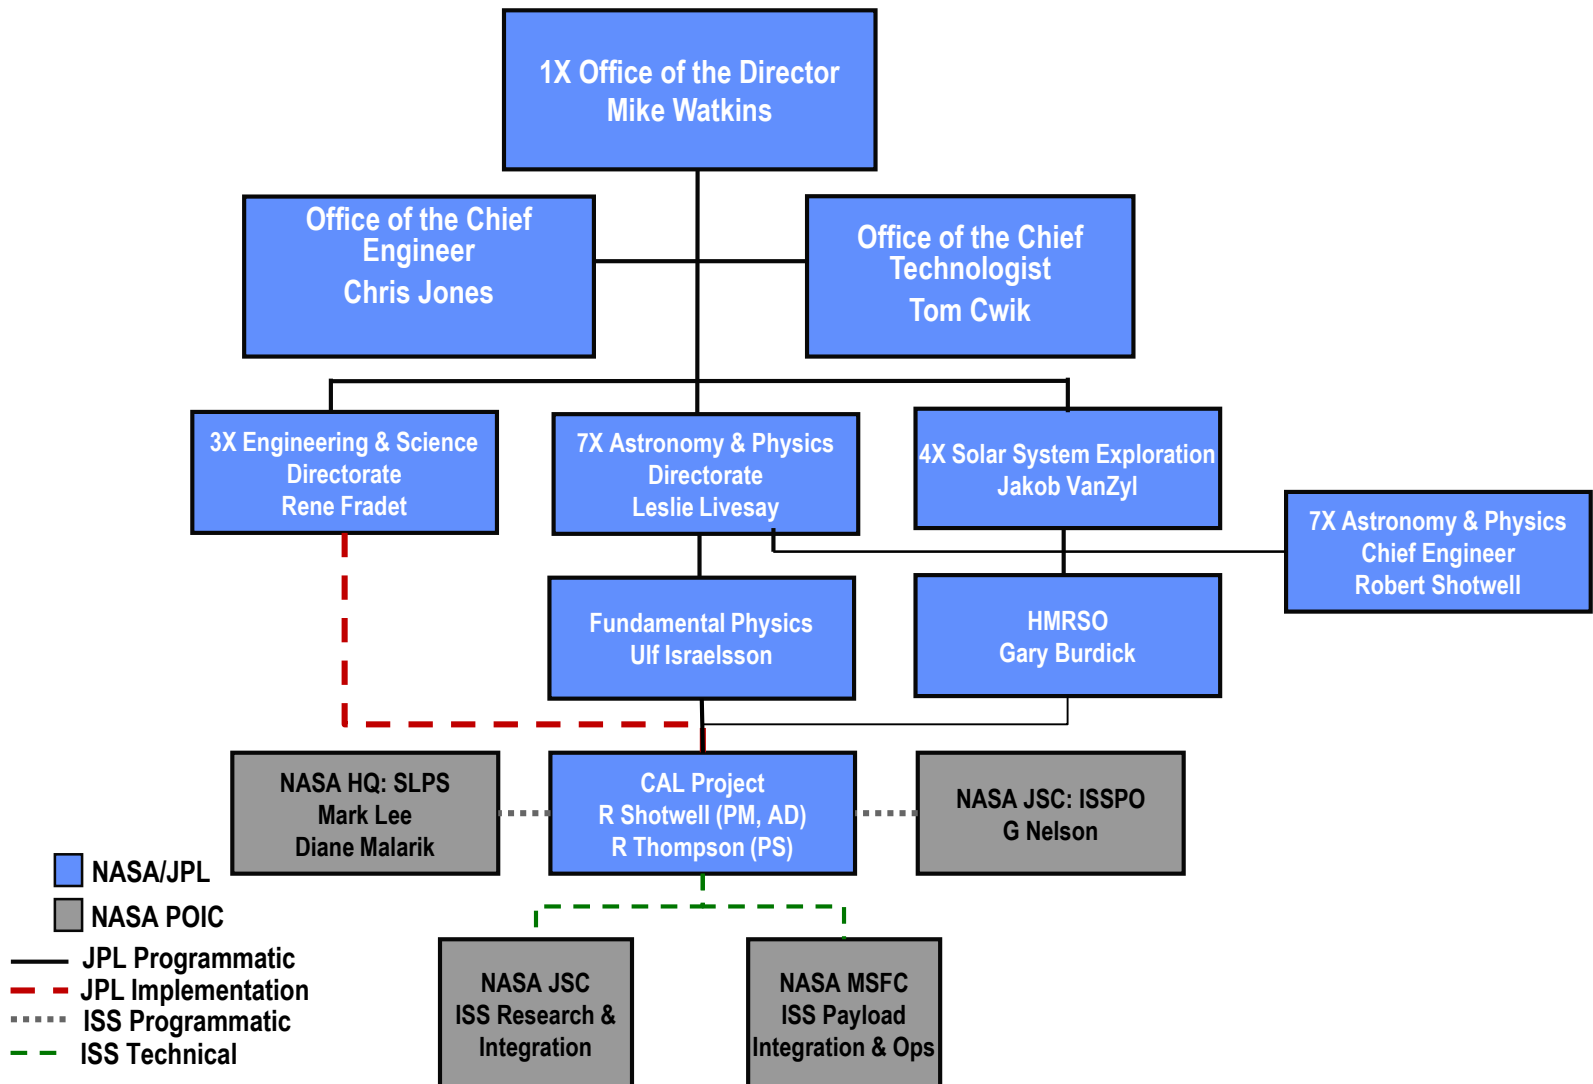 1X Office of the Director
Mike Watkins
Office of the Chief
Engineer
Chris Jones
Office of the Chief
Technologist
Tom Cwik
3X Engineering & Science
Directorate
Rene Fradet
7X Astronomy & Physics
Directorate
Leslie Livesay
4X Solar System Exploration
Jakob VanZyl
7X Astronomy & Physics
Chief Engineer
Robert Shotwell
Fundamental Physics
Ulf Israelsson
HMRSO
Gary Burdick
NASA HQ: SLPS
Mark Lee
Diane Malarik
CAL Project
R Shotwell (PM, AD)
R Thompson (PS)
NASA JSC: ISSPO
G Nelson
NASA/JPL
NASA POIC
JPL Programmatic
JPL Implementation
ISS Programmatic
ISS Technical
NASA JSC
ISS Research &
Integration
NASA MSFC
ISS Payload
Integration & Ops